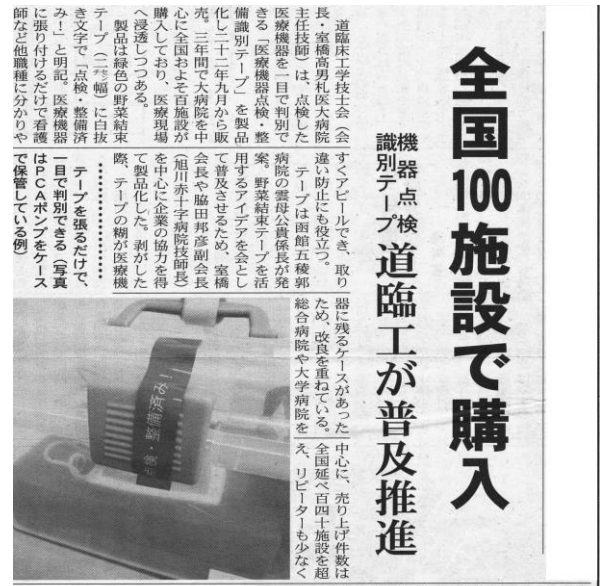 全国100施設で購入
機器点検
識別テープ
道臨工が普及推進
道臨床工学技士会（会
長・室橋高男札医大病院
主任技師）は、点検した
医療機器を一目で判別で
きる「医療機器点検・整
備識別テープ」を製品
化し二十二年九月から販
売。三年間で大病院を中
心に全国およそ百施設が
購入しており、医療現場
へ浸透しつつある。
製品は緑色の野菜結束
テープ（二㌢幅）に白抜
き文字で「点検・整備済
み！」と明記。医療機器
に張り付けるだけで看護
師など他職種に分かりや
すくアピールでき、取り
違い防止にも役立つ。
テープは函館五稜郭
病院の雲母公貴係長が発
案。野菜結束テープを活
用するアイデアを会とし
て普及させるため、室橋
会長や脇田邦彦副会長
（旭川赤十字病院技師長）
を中心に企業の協力を得
て製品化した。剥がした
際、テープの糊が医療機
器に残るケースがあった
ため、改良を重ねている。
総合病院や大学病院を
中心に、売り上げ件数は
全国延べ百四十施設を超
え、リピーターも少なく
テープを張るだけで、
一目で判別できる（写真
はＰＣＡポンプをケース
で保管している例）
点検・整備済み！